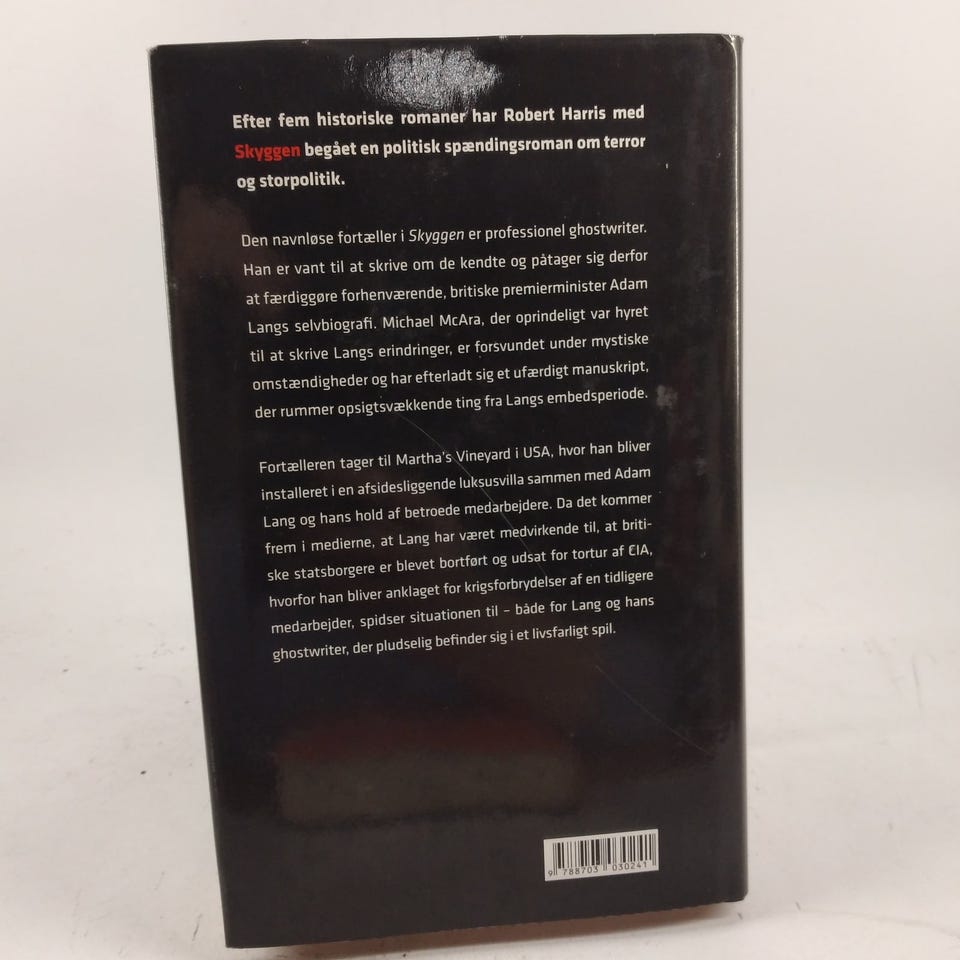 Efter fem historiske romaner har Robert Harris med
Skyggen begået en politisk spændingsroman om terror
og storpolitik.
Den navnløse fortæller i Skyggen er professionel ghostwriter.
Han er vant til at skrive om de kendte og påtager sig derfor
at færdiggøre forhenværende, britiske premierminister Adam
Langs selvbiografi. Michael McAra, der oprindeligt var hyret
til at skrive Langs erindringer, er forsvundet under mystiske
omstændigheder og har efterladt sig et ufærdigt manuskript,
der rummer opsigtsvækkende ting fra Langs embedsperiode.
Fortælleren tager til Martha's Vineyard i USA, hvor han bliver
installeret i en afsidesliggende luksusvilla sammen med Adam
Lang og hans hold af betroede medarbejdere. Da det kommer
frem i medierne, at Lang har været medvirkende til, at briti-
ske statsborgere er blevet bortført og udsat for tortur af CIA,
hvorfor han bliver anklaget for krigsforbrydelser af en tidligere
medarbejder, spidser situationen til – både for Lang og hans
ghostwriter, der pludselig befinder sig i et livsfarligt spil.
9 788703 030241